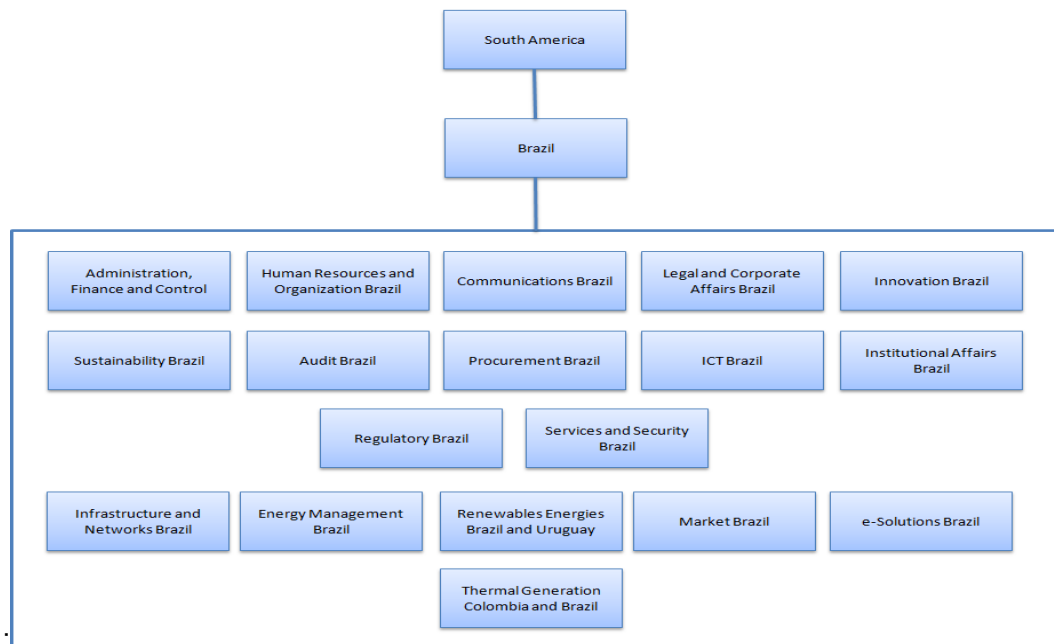 South America
Brazil
Administration,
Finance and Control
Human Resources and
Organization Brazil
Communications Brazil
Legal and Corporate
Affairs Brazil
Innovation Brazil
Sustainability Brazil
Audit Brazil
Procurement Brazil
ICT Brazil
Institutional Affairs
Brazil
Regulatory Brazil
Services and Security
Brazil
Infrastructure and
Networks Brazil
Energy Management
Brazil
Renewables Energies
Brazil and Uruguay
Market Brazil
e-Solutions Brazil
Thermal Generation
Colombia and Brazil
.